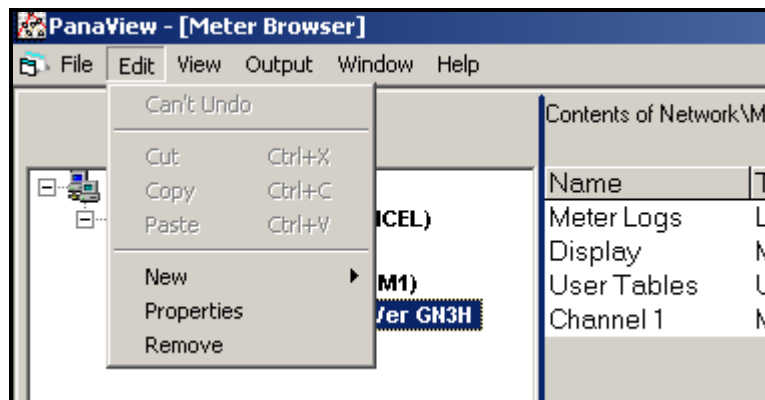 PanaView - [Meter Browser]
File Edit View Output Window Help
Can't Undo
Cut Ctrl+X
Copy Ctrl+C
Paste Ctrl+V
New
Properties
Remove
ICEL)
M1)
Ver GN3H
Contents of Network\M
Name T
Meter Logs L
Display M
User Tables U
Channel 1 M